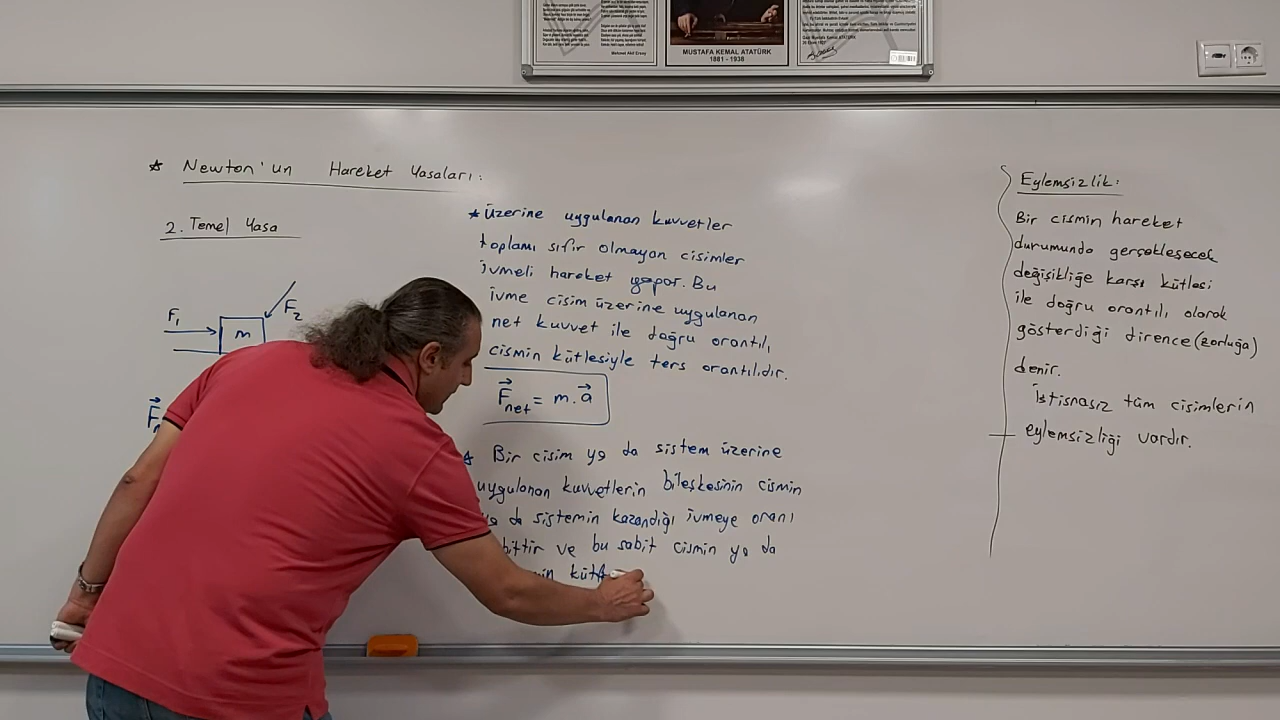 Mehmet Akif Ersoy
MUSTAFA KEMAL ATATÜRK
1881 - 1938
* Newton'un Hareket Yasaları:
2. Temel Yasa
F₁
m
F₂
* Üzerine uygulanan kuvvetler
toplamı sıfır olmayan cisimler
ivmeli hareket yapar. Bu
ivme cisim üzerine uygulanan
net kuvvet ile doğru orantılı,
cismin kütlesiyle ters orantılıdır.
F⃗net = m.a⃗
* Bir cisim ya da sistem üzerine
uygulanan kuvvetlerin bileşkesinin cismin
da sistemin kazandığı ivmeye oranı
ve bu sabit cismin ya da
Eylemsizlik:
Bir cismin hareket
durumunda gerçekleşecek
değişikliğe karşı kütlesi
ile doğru orantılı olarak
gösterdiği dirence (zorluğa)
denir.
İstisnasız tüm cisimlerin
eylemsizliği vardır.